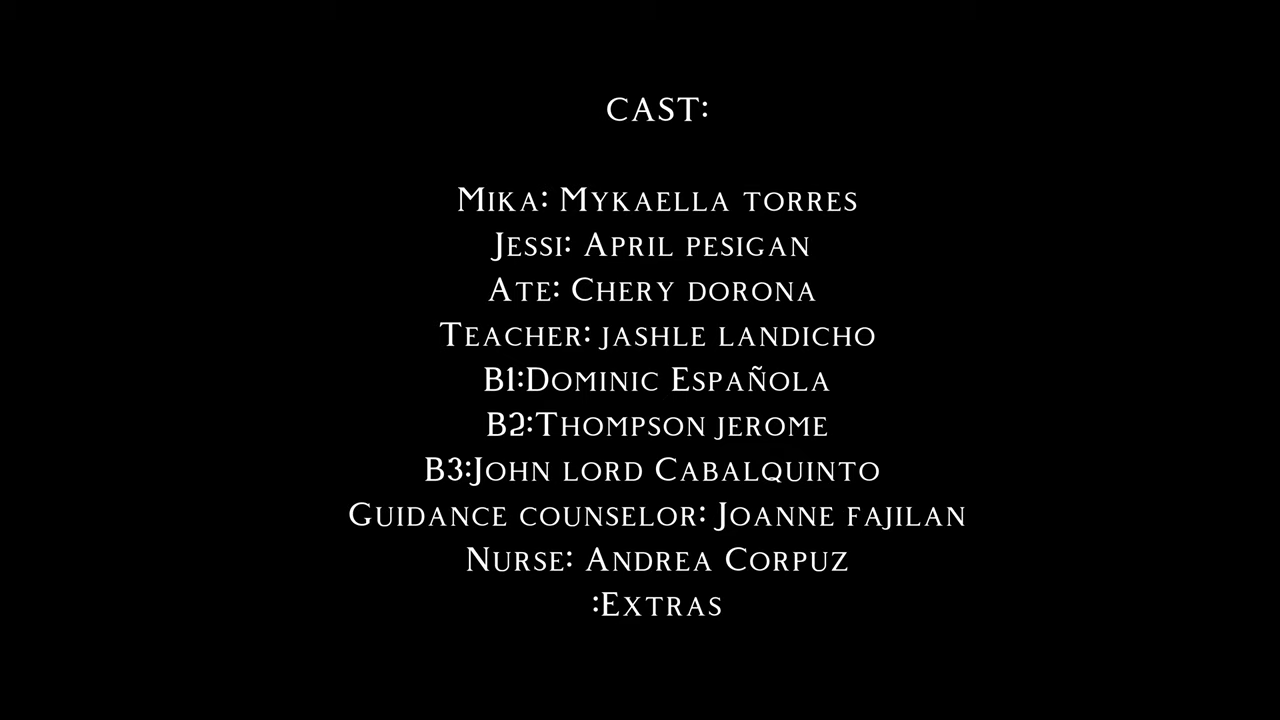 CAST:
Mika: Mykaella torres
Jessi: April pesigan
Ate: Chery dorona
Teacher: jashle landicho
B1:Dominic Española
B2:Thompson jerome
B3:John lord Cabalquinto
Guidance counselor: Joanne fajilan
Nurse: Andrea Corpuz
:Extras